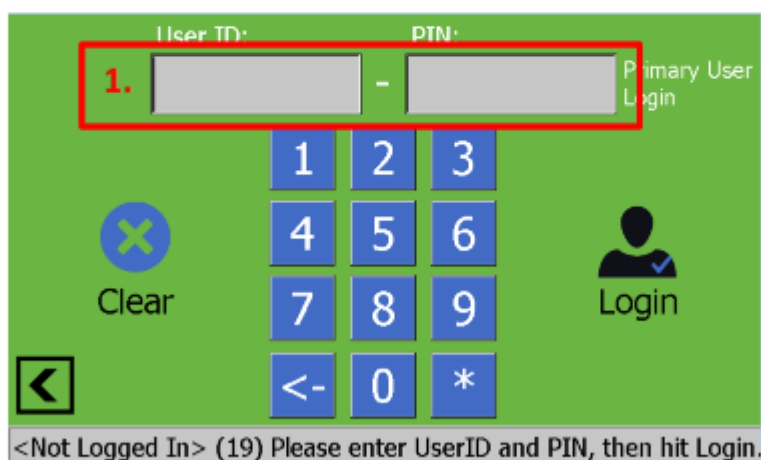 User ID: PIN:
1. - Primary User
Login
1 2 3
4 5 6
Clear Login
7 8 9
<- 0 *
<Not Logged In> (19) Please enter UserID and PIN, then hit Login.